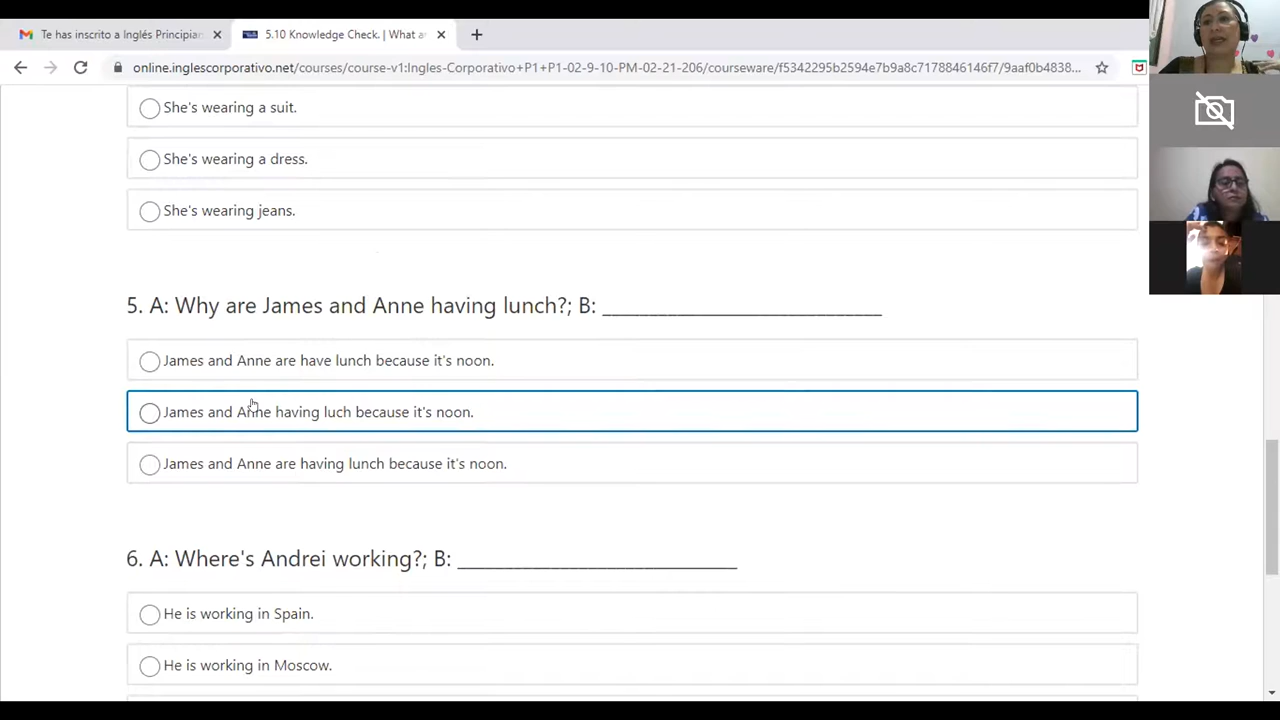 Te has inscrito a Inglés Principian
5.10 Knowledge Check. | What a
online.inglescorporativo.net/courses/course-v1:Ingles-Corporativo+P1+P1-02-9-10-PM-02-21-206/courseware/f5342295b2594e7b9a8c7178846146f7/9aaf0b4838...
She's wearing a suit.
She's wearing a dress.
She's wearing jeans.
5. A: Why are James and Anne having lunch?; B: ______________________________
James and Anne are have lunch because it's noon.
James and Anne having luch because it's noon.
James and Anne are having lunch because it's noon.
6. A: Where's Andrei working?; B: ______________________________
He is working in Spain.
He is working in Moscow.